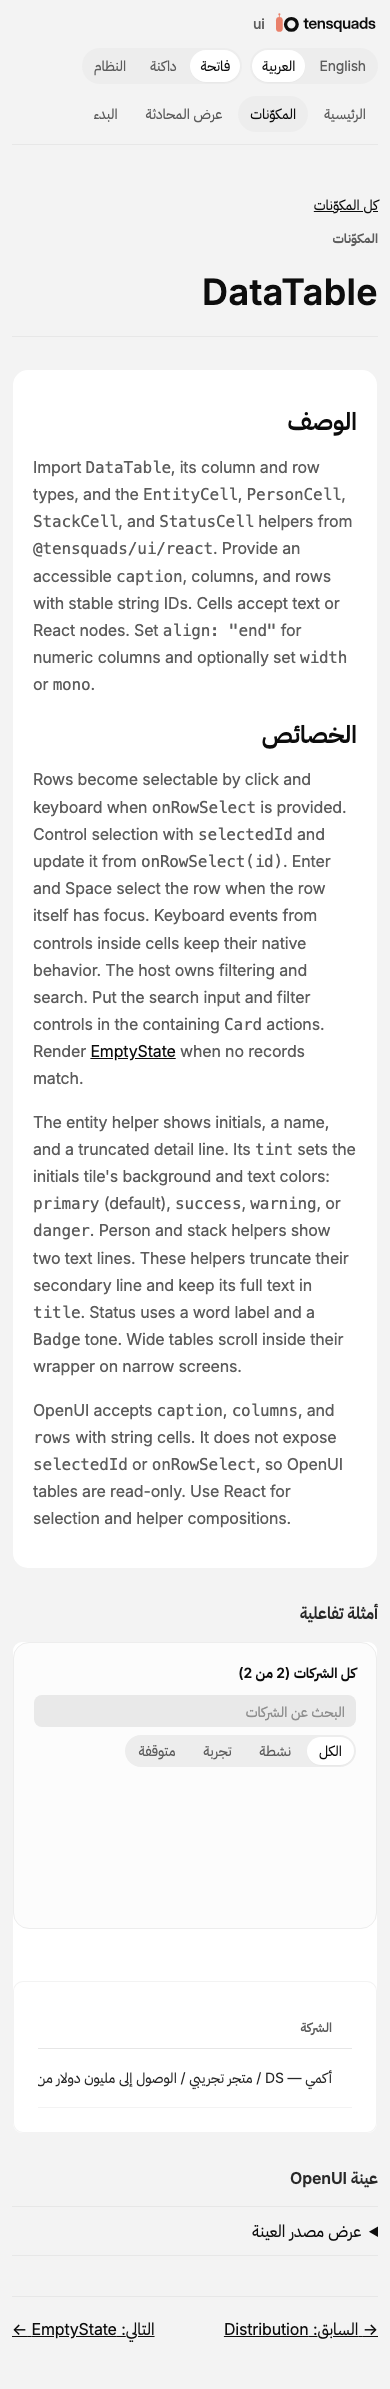 tensquads ui
English العربية فاتحة داكنة النظام
الرئيسية المكوّنات عرض المحادثة البدء
كل المكوّنات
المكوّنات
DataTable
الوصف
Import DataTable, its column and row
types, and the EntityCell, PersonCell,
StackCell, and StatusCell helpers from
@tensquads/ui/react. Provide an
accessible caption, columns, and rows
with stable string IDs. Cells accept text or
React nodes. Set align: "end" for
numeric columns and optionally set width
or mono.
الخصائص
Rows become selectable by click and
keyboard when onRowSelect is provided.
Control selection with selectedId and
update it from onRowSelect(id). Enter
and Space select the row when the row
itself has focus. Keyboard events from
controls inside cells keep their native
behavior. The host owns filtering and
search. Put the search input and filter
controls in the containing Card actions.
Render EmptyState when no records
match.
The entity helper shows initials, a name,
and a truncated detail line. Its tint sets the
initials tile's background and text colors:
primary (default), success, warning, or
danger. Person and stack helpers show
two text lines. These helpers truncate their
secondary line and keep its full text in
title. Status uses a word label and a
Badge tone. Wide tables scroll inside their
wrapper on narrow screens.
OpenUI accepts caption, columns, and
rows with string cells. It does not expose
selectedId or onRowSelect, so OpenUI
tables are read-only. Use React for
selection and helper compositions.
أمثلة تفاعلية
كل الشركات (2 من 2)
البحث عن الشركات
الكل نشطة تجربة متوقفة
الشركة
أكمي — DS / متجر تجريبي / الوصول إلى مليون دولار من
عينة OpenUI
عرض مصدر العينة
→ السابق: Distribution
التالي: EmptyState ←